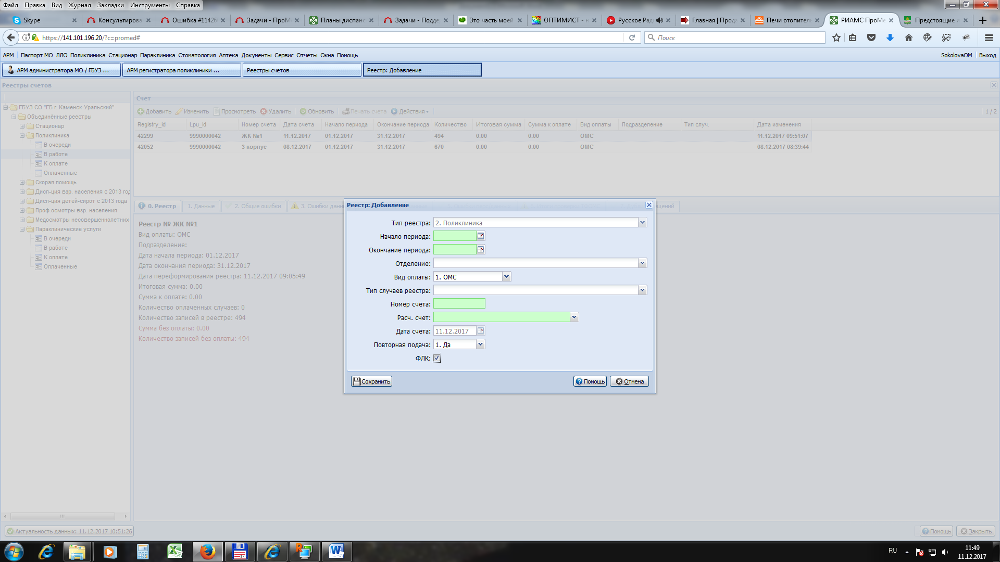 Файл Правка Вид Журнал Закладки Инструменты Справка
Skype Консультирова Ошибка #11426 Задачи - ПроМ Планы диспанс Задачи - Поддер Это часть моей ОПТИМИСТ - н Русское Рад Главная | Прода Печи отопител РИАМС ПроМе Предстоящие и
https://141.101.196.20/?c=promed# Поиск
АРМ Паспорт МО ЛЛО Поликлиника Стационар Параклиника Стоматология Аптека Документы Сервис Отчеты Окна Помощь SokolovaOM Выход
АРМ администратора МО / ГБУЗ ... АРМ регистратора поликлиники ... Реестры счетов Реестр: Добавление
Реестры счетов
Счет
ГБУЗ СО "ГБ г. Каменск-Уральский"
Объединённые реестры
Стационар
Поликлиника
В очереди
В работе
К оплате
Оплаченные
Скорая помощь
Дисп-ция взр. населения с 2013 год
Дисп-ция детей-сирот с 2013 года
Проф.осмотры взр. населения
Медосмотры несовершеннолетних
Параклинические услуги
В очереди
В работе
К оплате
Оплаченные
Добавить Изменить Просмотреть Удалить Обновить Печать счета Действия 1 / 2
Registry_id Lpu_id Номер счета Дата счета Начало периода Окончание периода Количество Итоговая сумма Сумма к оплате Вид оплаты Подразделение Тип случ. Дата изменения
42299 9990000042 ЖК №1 11.12.2017 01.12.2017 31.12.2017 494 0.00 0.00 ОМС 11.12.2017 09:51:07
42052 9990000042 3 корпус 08.12.2017 01.12.2017 31.12.2017 670 0.00 0.00 ОМС 08.12.2017 08:39:44
0. Реестр 1. Данные 2. Общие ошибки 3. Ошибки данн
Реестр № ЖК №1
Вид оплаты: ОМС
Подразделение:
Дата начала периода: 01.12.2017
Дата окончания периода: 31.12.2017
Дата переформирования реестра: 11.12.2017 09:05:49
Итоговая сумма: 0.00
Сумма к оплате: 0.00
Количество оплаченных случаев: 0
Количество записей в реестре: 494
Сумма без оплаты: 0.00
Количество записей без оплаты: 494
Реестр: Добавление
Тип реестра: 2. Поликлиника
Начало периода:
Окончание периода:
Отделение:
Вид оплаты: 1. ОМС
Тип случаев реестра:
Номер счета:
Расч. счет:
Дата счета: 11.12.2017
Повторная подача: 1. Да
ФЛК:
Сохранить Помощь Отмена
Актуальность данных: 11.12.2017 10:51:26 Помощь Закрыть
RU 11:49
11.12.2017